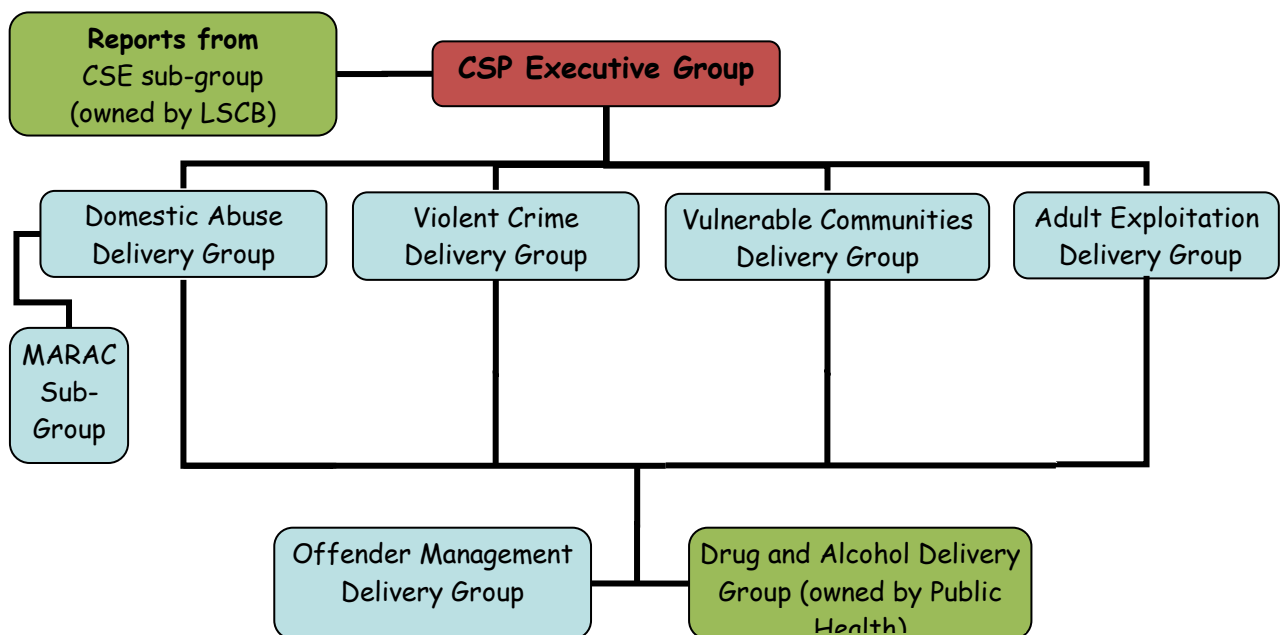 Reports from
CSE sub-group
(owned by LSCB)
CSP Executive Group
Domestic Abuse
Delivery Group
Violent Crime
Delivery Group
Vulnerable Communities
Delivery Group
Adult Exploitation
Delivery Group
MARAC
Sub-
Group
Offender Management
Delivery Group
Drug and Alcohol Delivery
Group (owned by Public
Health)